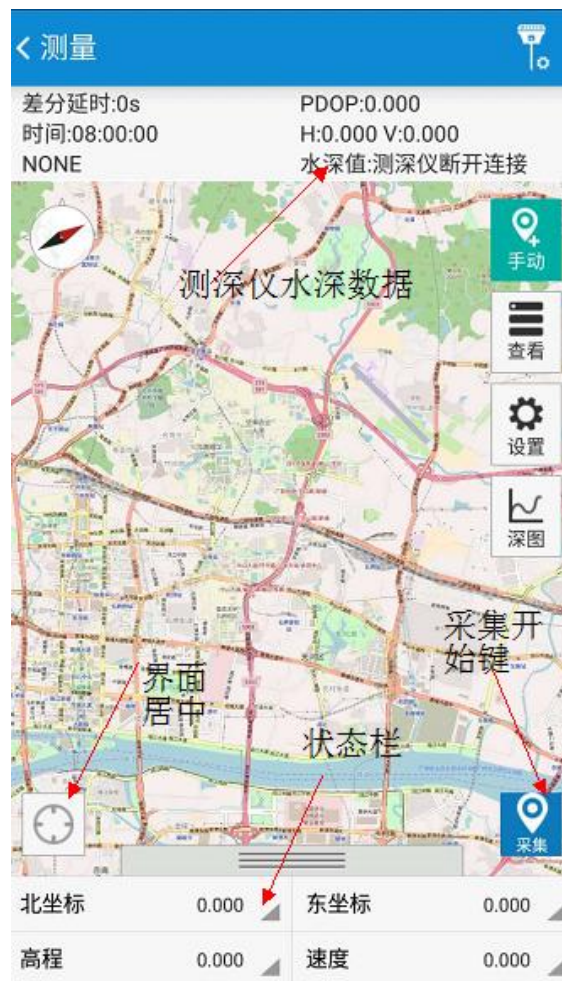 测量
差分延时:0s
PDOP:0.000
时间:08:00:00
H:0.000 V:0.000
NONE
水深值:测深仪断开连接
手动
测深仪水深数据
查看
设置
深图
采集开
始键
界面
居中
状态栏
采集
北坐标 0.000
东坐标 0.000
高程 0.000
速度 0.000